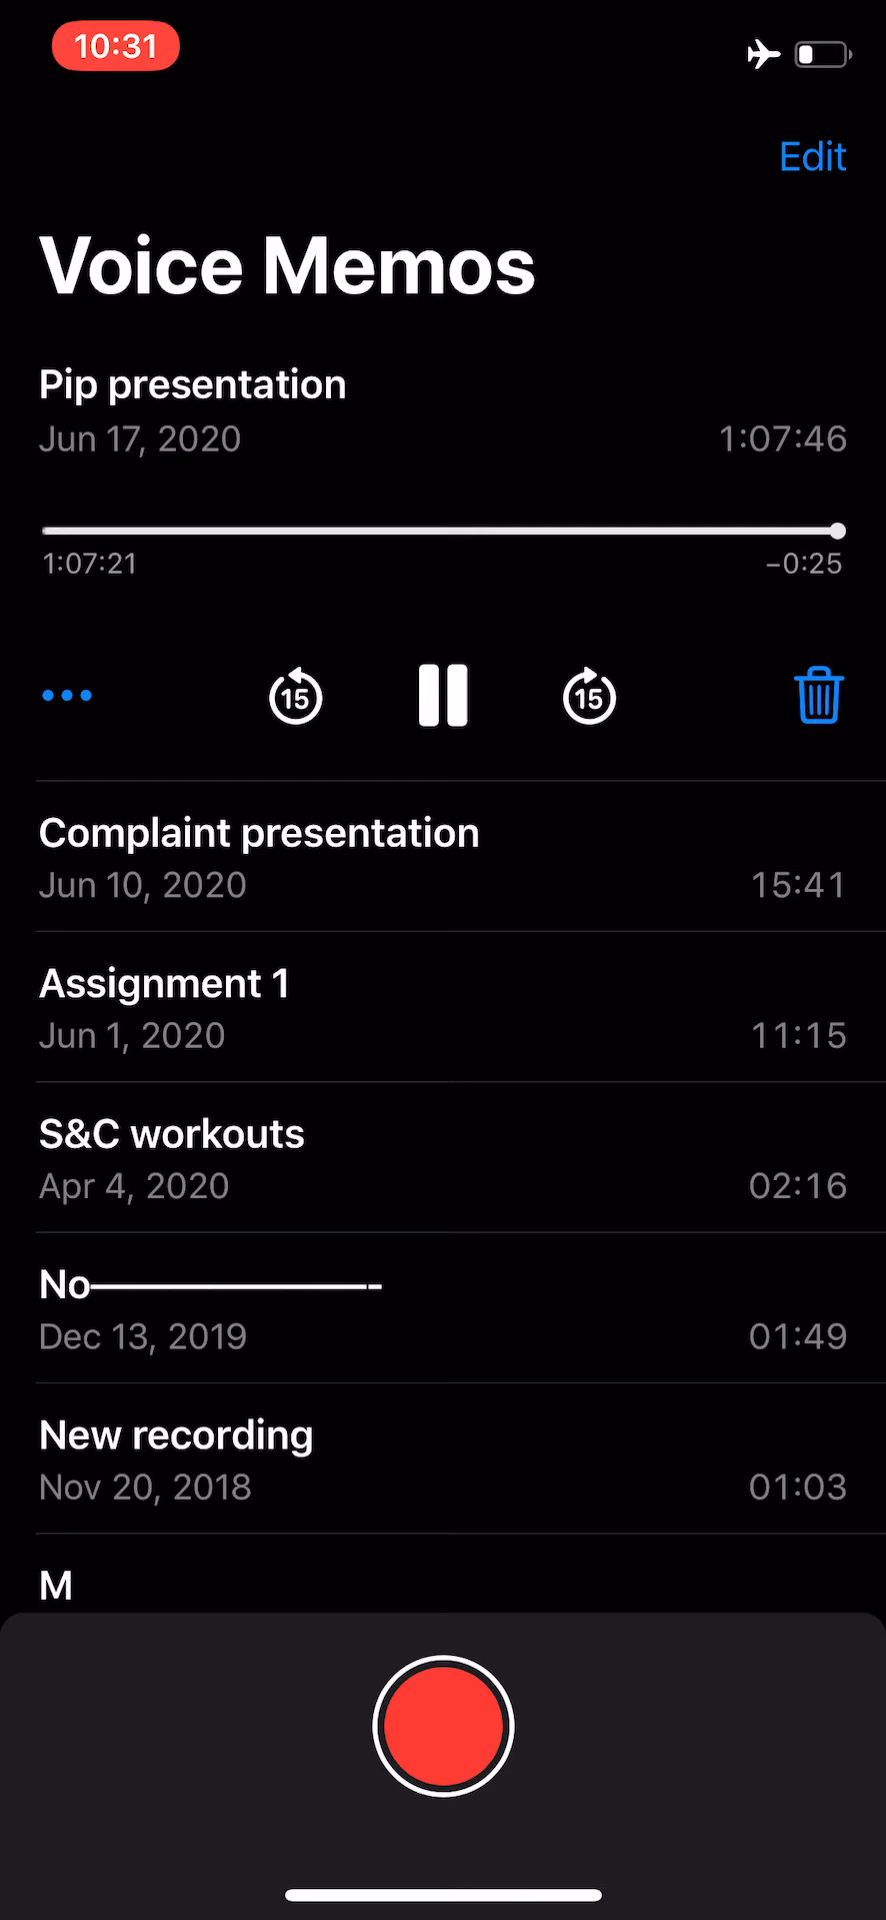 10:31
Edit
Voice Memos
Pip presentation
Jun 17, 2020 1:07:46
1:07:21 –0:25
15 15
Complaint presentation
Jun 10, 2020 15:41
Assignment 1
Jun 1, 2020 11:15
S&C workouts
Apr 4, 2020 02:16
No———————-
Dec 13, 2019 01:49
New recording
Nov 20, 2018 01:03
M